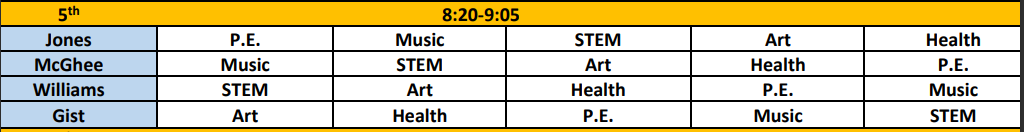 5th 8:20-9:05
Jones P.E. Music STEM Art Health
McGhee Music STEM Art Health P.E.
Williams STEM Art Health P.E. Music
Gist Art Health P.E. Music STEM